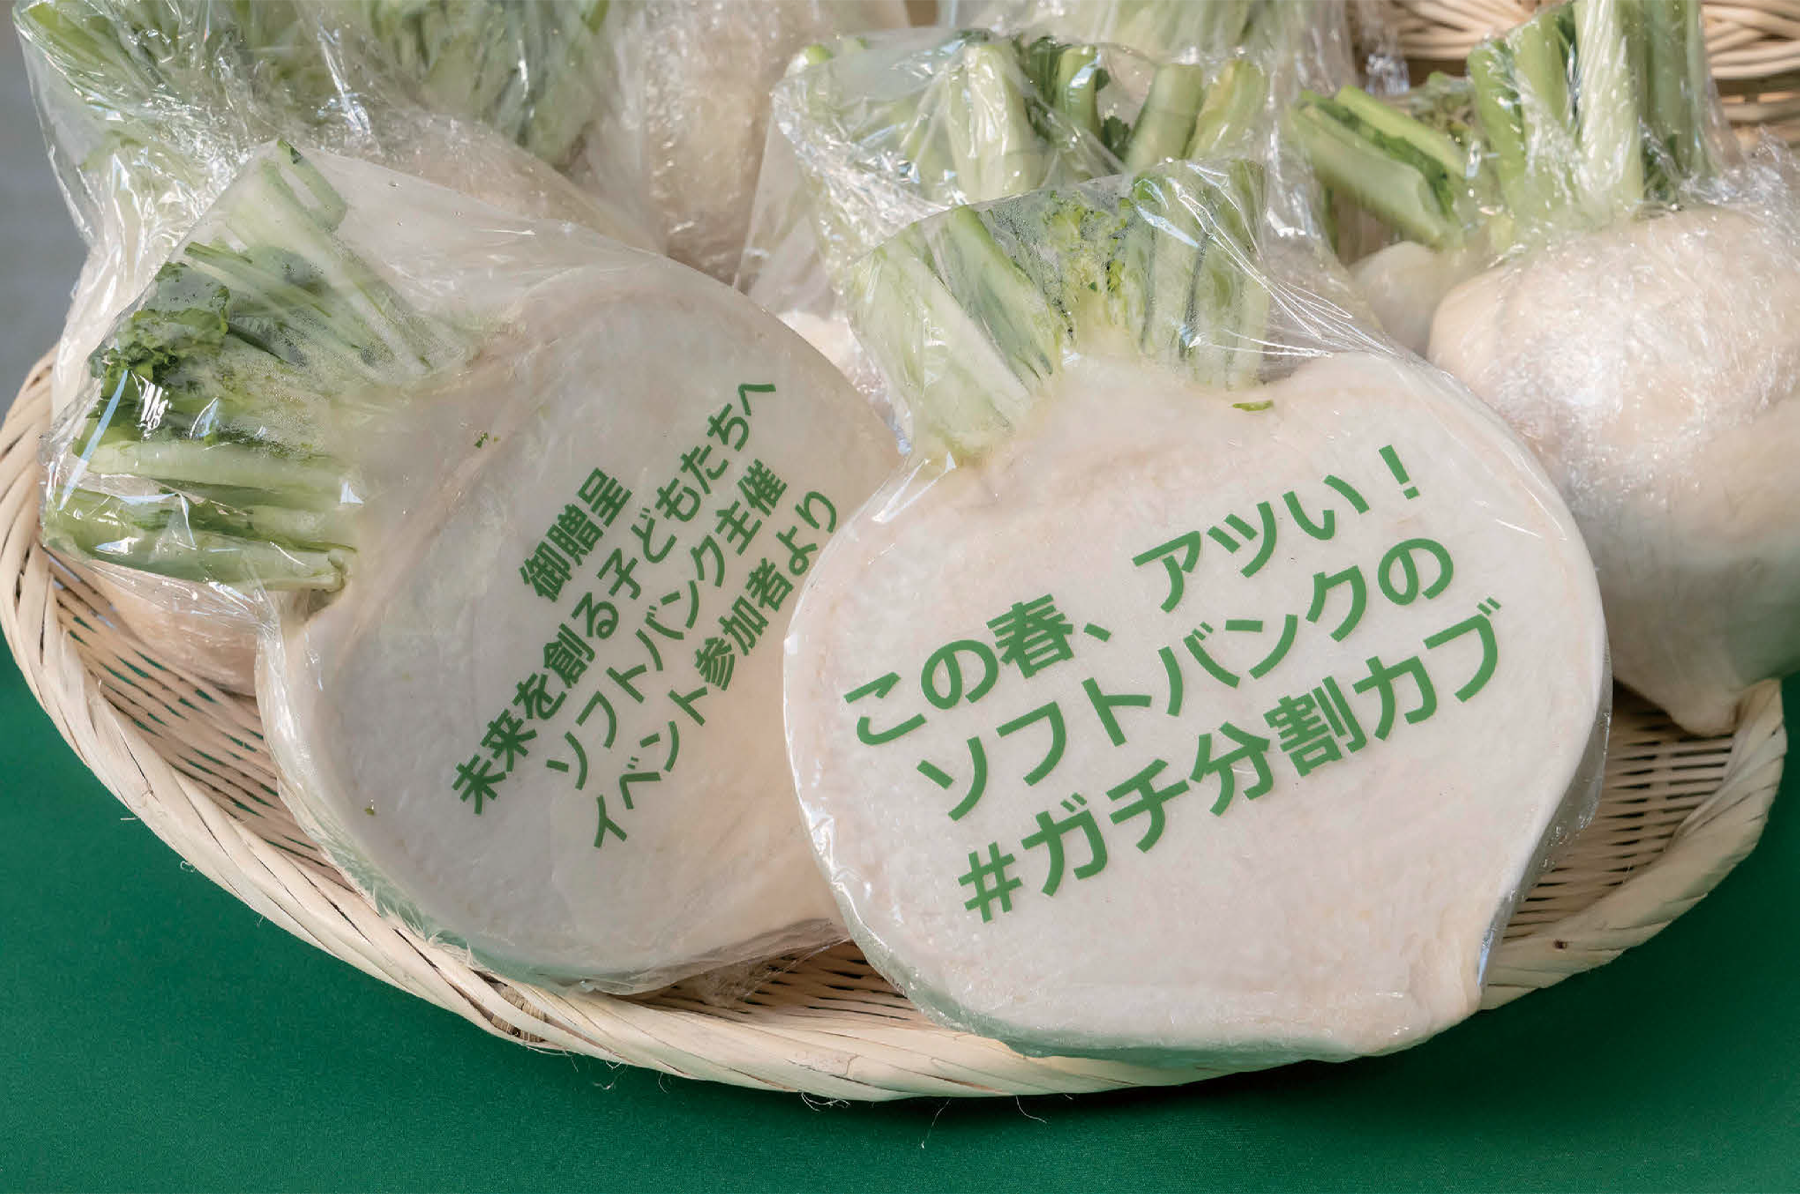 御贈呈
未来を創る子どもたちへ
ソフトバンク主催
イベント参加者より
この春、アツい！
ソフトバンクの
#ガチ分割カブ